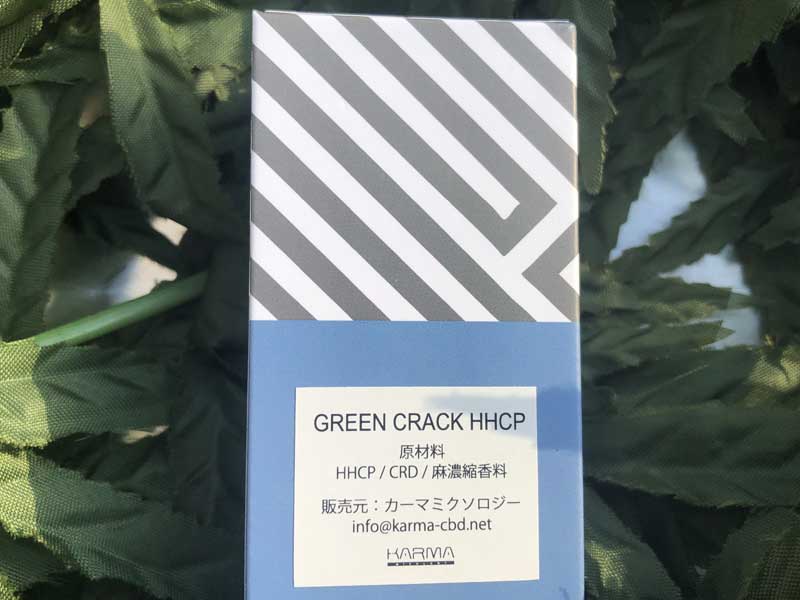 GREEN CRACK HHCP
原材料
HHCP / CRD / 麻濃縮香料
販売元：カーマミクソロジー
info@karma-cbd.net
KARMA
MIXOLOGY